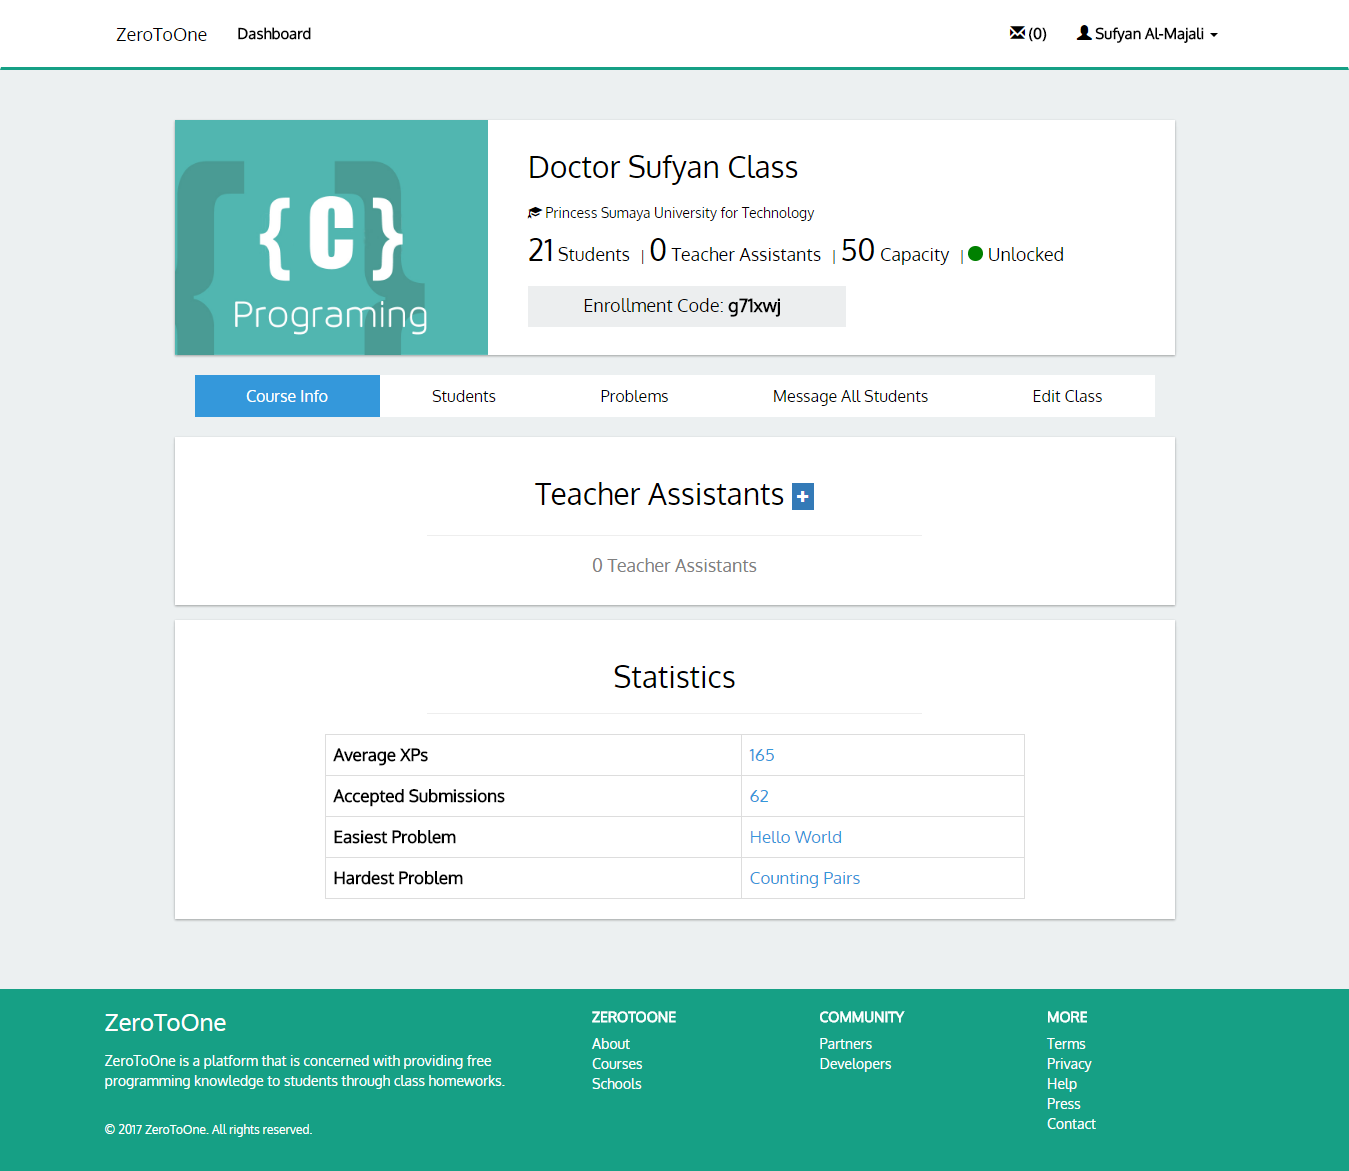 ZeroToOne Dashboard (0) Sufyan Al-Majali
{C}
Programing
Doctor Sufyan Class
Princess Sumaya University for Technology
21 Students | 0 Teacher Assistants | 50 Capacity | Unlocked
Enrollment Code: g71xwj
Course Info Students Problems Message All Students Edit Class
Teacher Assistants +
0 Teacher Assistants
Statistics
Average XPs 165
Accepted Submissions 62
Easiest Problem Hello World
Hardest Problem Counting Pairs
ZeroToOne
ZeroToOne is a platform that is concerned with providing free
programming knowledge to students through class homeworks.
© 2017 ZeroToOne. All rights reserved.
ZEROTOONE
About
Courses
Schools
COMMUNITY
Partners
Developers
MORE
Terms
Privacy
Help
Press
Contact